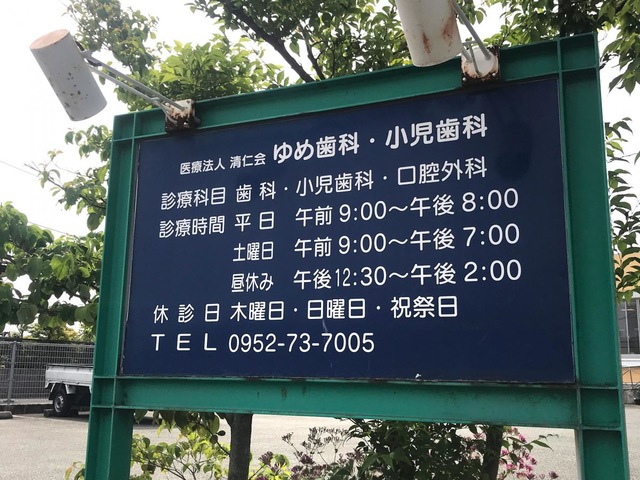 医療法人 清仁会 ゆめ歯科・小児歯科
診療科目 歯科・小児歯科・口腔外科
診療時間 平日 午前9:00～午後8:00
土曜日 午前9:00～午後7:00
昼休み 午後12:30～午後2:00
休診日 木曜日・日曜日・祝祭日
TEL 0952-73-7005